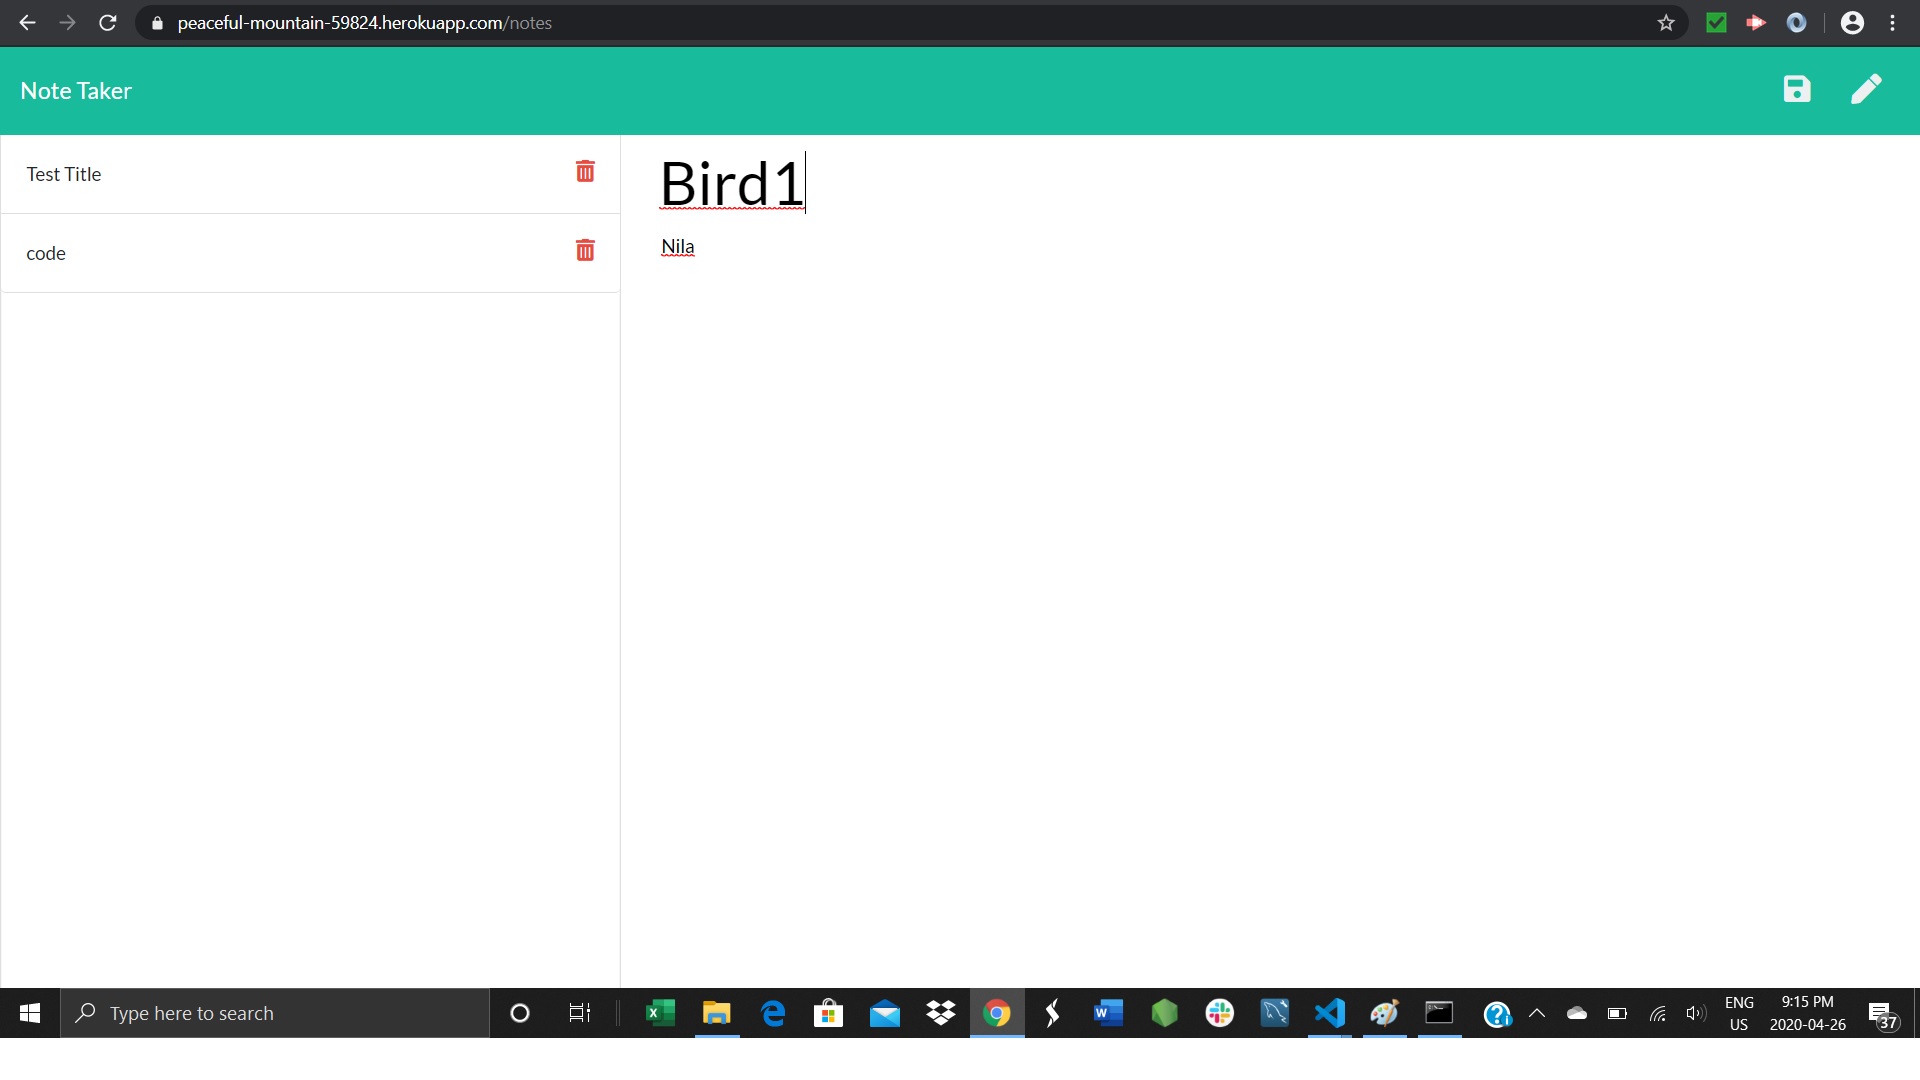 peaceful-mountain-59824.herokuapp.com/notes
Note Taker
Test Title
code
Bird1
Nila
Type here to search
ENG
US
9:15 PM
2020-04-26
37